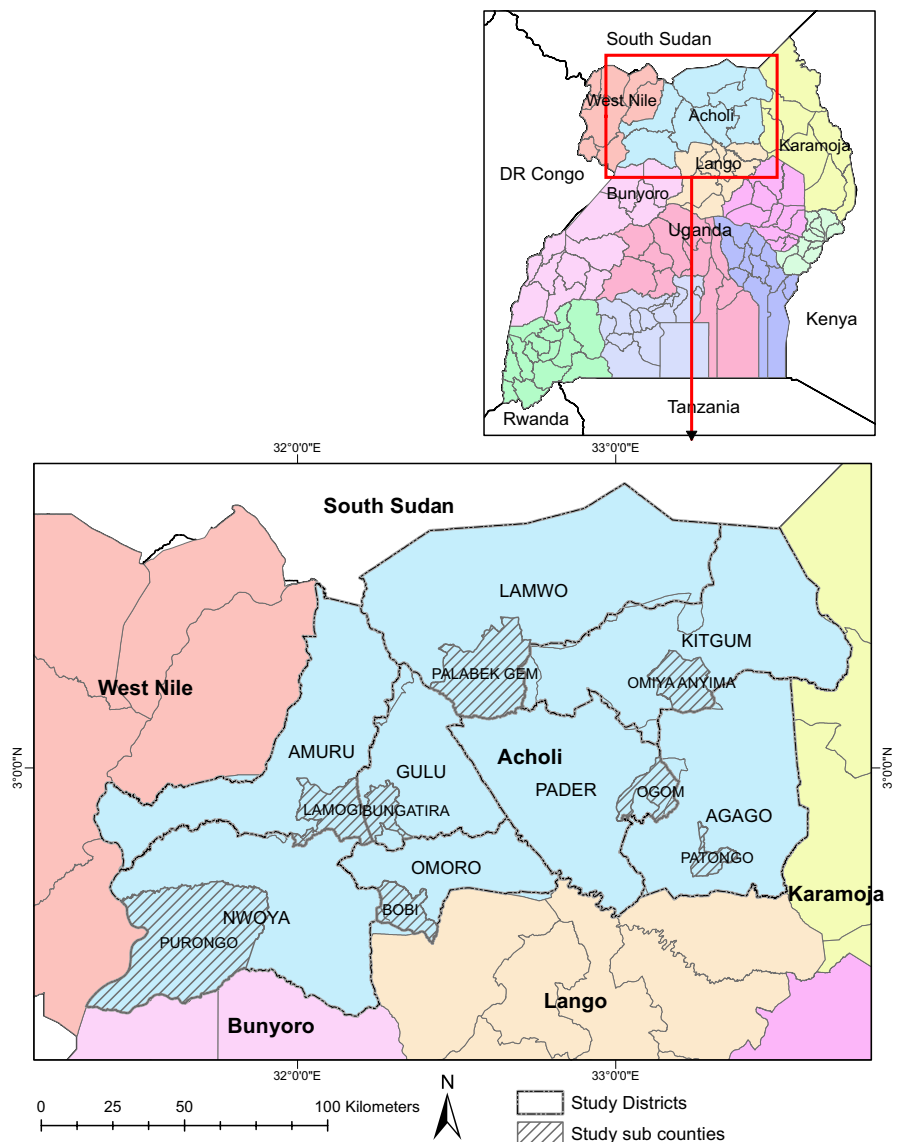 South Sudan
West Nile
Acholi
Karamoja
Lango
DR Congo
Bunyoro
Uganda
Kenya
Tanzania
Rwanda
32°0'0"E
33°0'0"E
South Sudan
LAMWO
KITGUM
PALABEK GEM
OMIYA ANYIMA
West Nile
AMURU
Acholi
3°0'0"N
3°0'0"N
GULU
PADER
OGOM
LAMOGI
BUNGATIRA
AGAGO
PATONGO
OMORO
Karamoja
BOBI
NWOYA
PURONGO
Lango
Bunyoro
32°0'0"E
33°0'0"E
N
0 25 50 100 Kilometers
Study Districts
Study sub counties